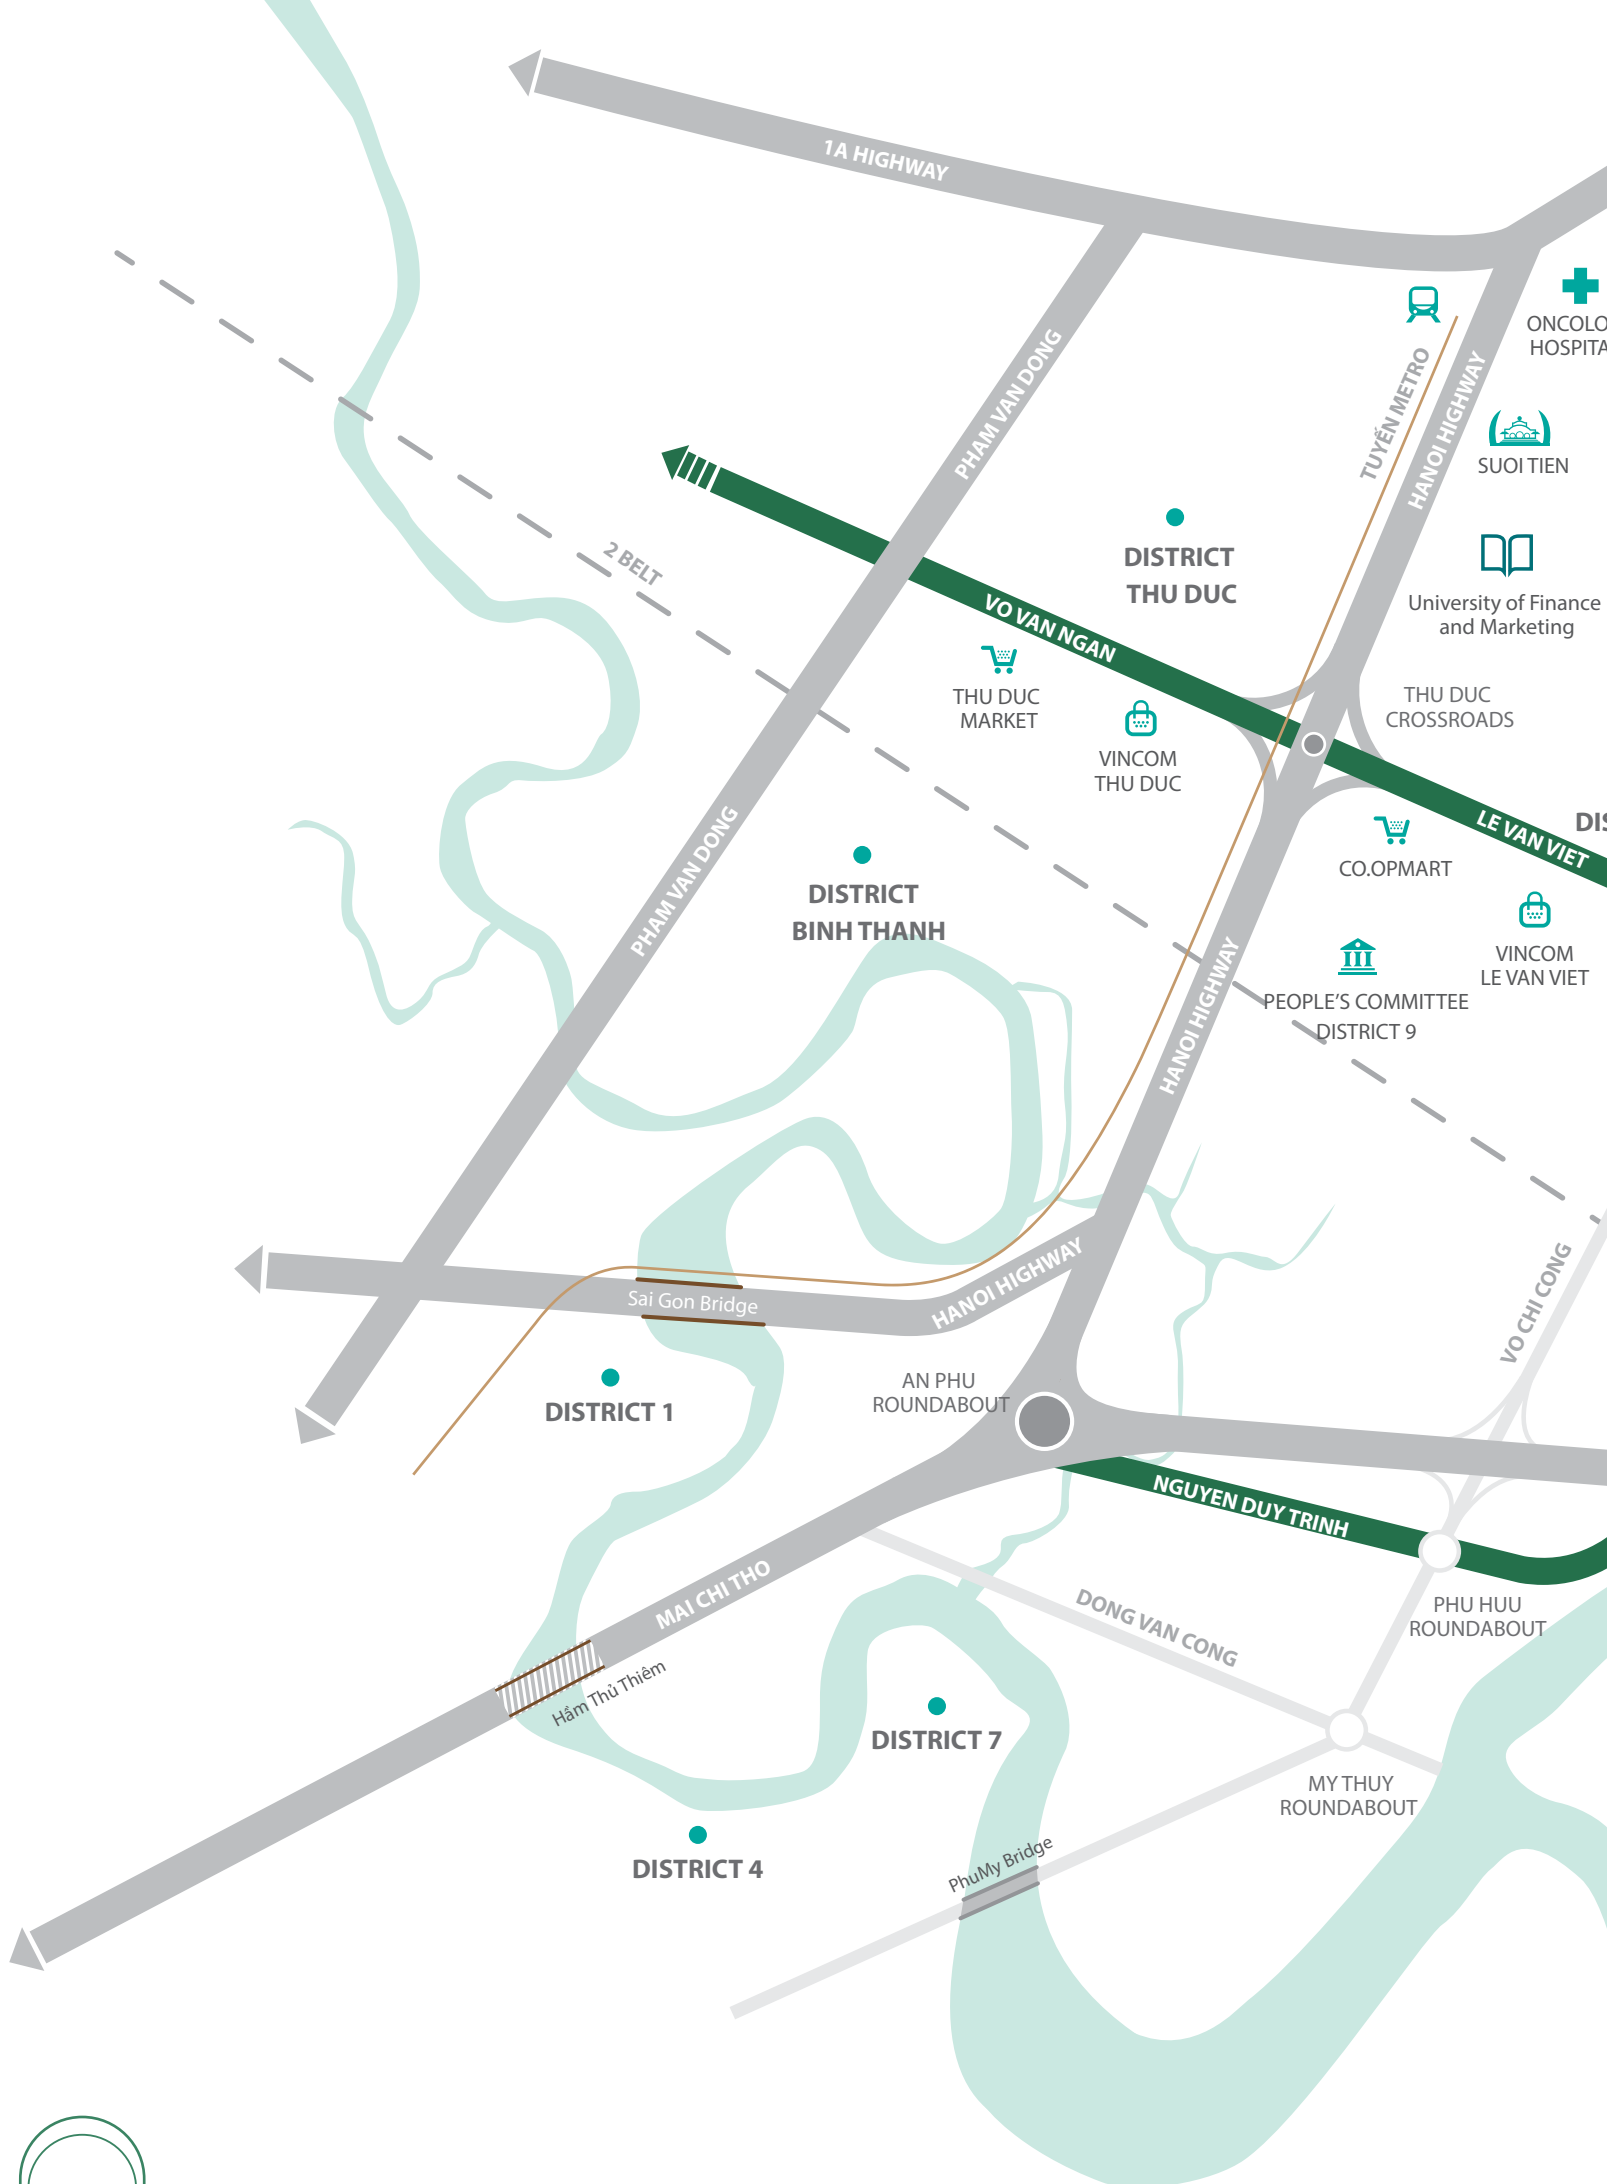 1A HIGHWAY
ONCOLO
HOSPITA
PHAM VAN DONG
TUYẾN METRO
HANOI HIGHWAY
SUOI TIEN
2 BELT
DISTRICT
THU DUC
University of Finance
and Marketing
VO VAN NGAN
THU DUC
MARKET
THU DUC
CROSSROADS
VINCOM
THU DUC
LE VAN VIET
DIS
CO.OPMART
PHAM VAN DONG
DISTRICT
BINH THANH
VINCOM
LE VAN VIET
HANOI HIGHWAY
PEOPLE'S COMMITTEE
DISTRICT 9
HANOI HIGHWAY
Sai Gon Bridge
VO CHI CONG
AN PHU
ROUNDABOUT
DISTRICT 1
NGUYEN DUY TRINH
MAI CHI THO
DONG VAN CONG
PHU HUU
ROUNDABOUT
Hầm Thủ Thiêm
DISTRICT 7
MY THUY
ROUNDABOUT
PhuMy Bridge
DISTRICT 4